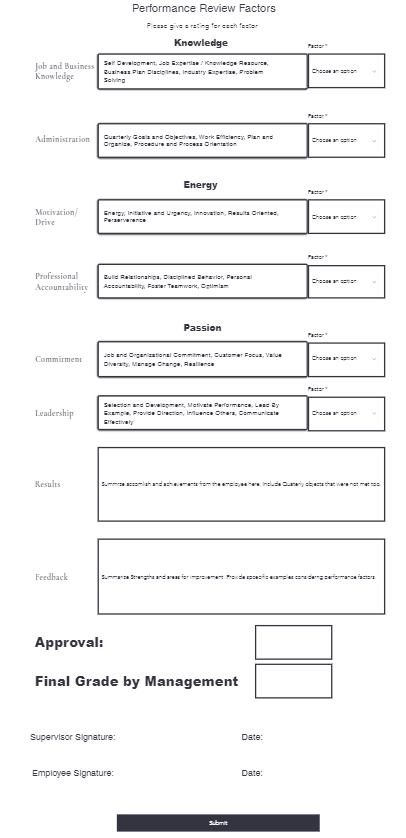 Performance Review Factors
Please give a rating for each factor
Knowledge
Factor *
Job and Business
Knowledge
Self Development, Job Expertise / Knowledge Resource,
Business Plan Disciplines, Industry Expertise, Problem
Solving
Choose an option
Factor *
Administration
Quarterly Goals and Objectives, Work Efficiency, Plan and
Organize, Procedure and Process Orientation
Choose an option
Energy
Factor *
Motivation/
Drive
Energy, Initiative and Urgency, Innovation, Results Oriented,
Perserverence
Choose an option
Factor *
Professional
Accountability
Build Relationships, Disciplined Behavior, Personal
Accountability, Foster Teamwork, Optimism
Choose an option
Passion
Factor *
Commitment
Job and Organizational Commitment, Customer Focus, Value
Diversity, Manage Change, Resilience
Choose an option
Factor *
Leadership
Selection and Development, Motivate Performance, Lead By
Example, Provide Direction, Influence Others, Communicate
Effectively
Choose an option
Results
and achievements from the employee here. Include Quaterly objects that were not met too.
Feedback
Summarize Strengths and areas for improvement. Provide specific examples considering performance factors.
Approval:
Final Grade by Management
Supervisor Signature:
Date:
Employee Signature:
Date:
Submit